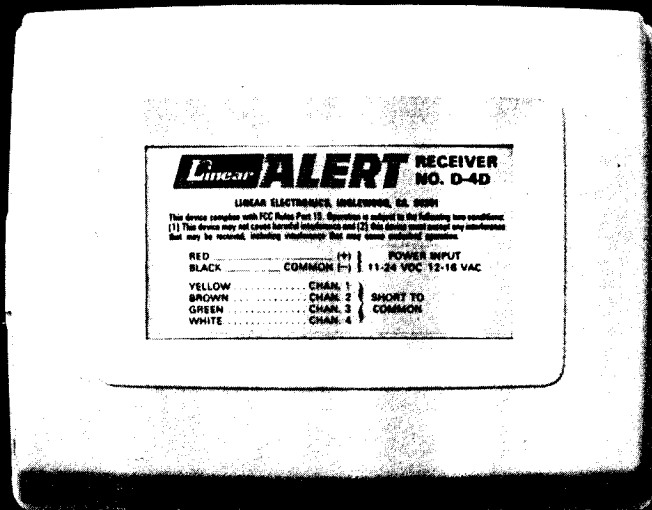 Linear ALERT RECEIVER
NO. D-4D
LINEAR ELECTRONICS, INGLEWOOD, CA. 90301
This device complies with FCC Rules Part 15. Operation is subject to the following two conditions:
(1) This device may not cause harmful interference and (2) this device must accept any interference
that may be received, including interference that may cause undesired operation.
RED ............ (+) } POWER INPUT
BLACK ............ COMMON (–) } 11-24 VDC 12-16 VAC
YELLOW ............ CHAN. 1
BROWN ............ CHAN. 2 } SHORT TO
GREEN ............ CHAN. 3 } COMMON
WHITE ............ CHAN. 4